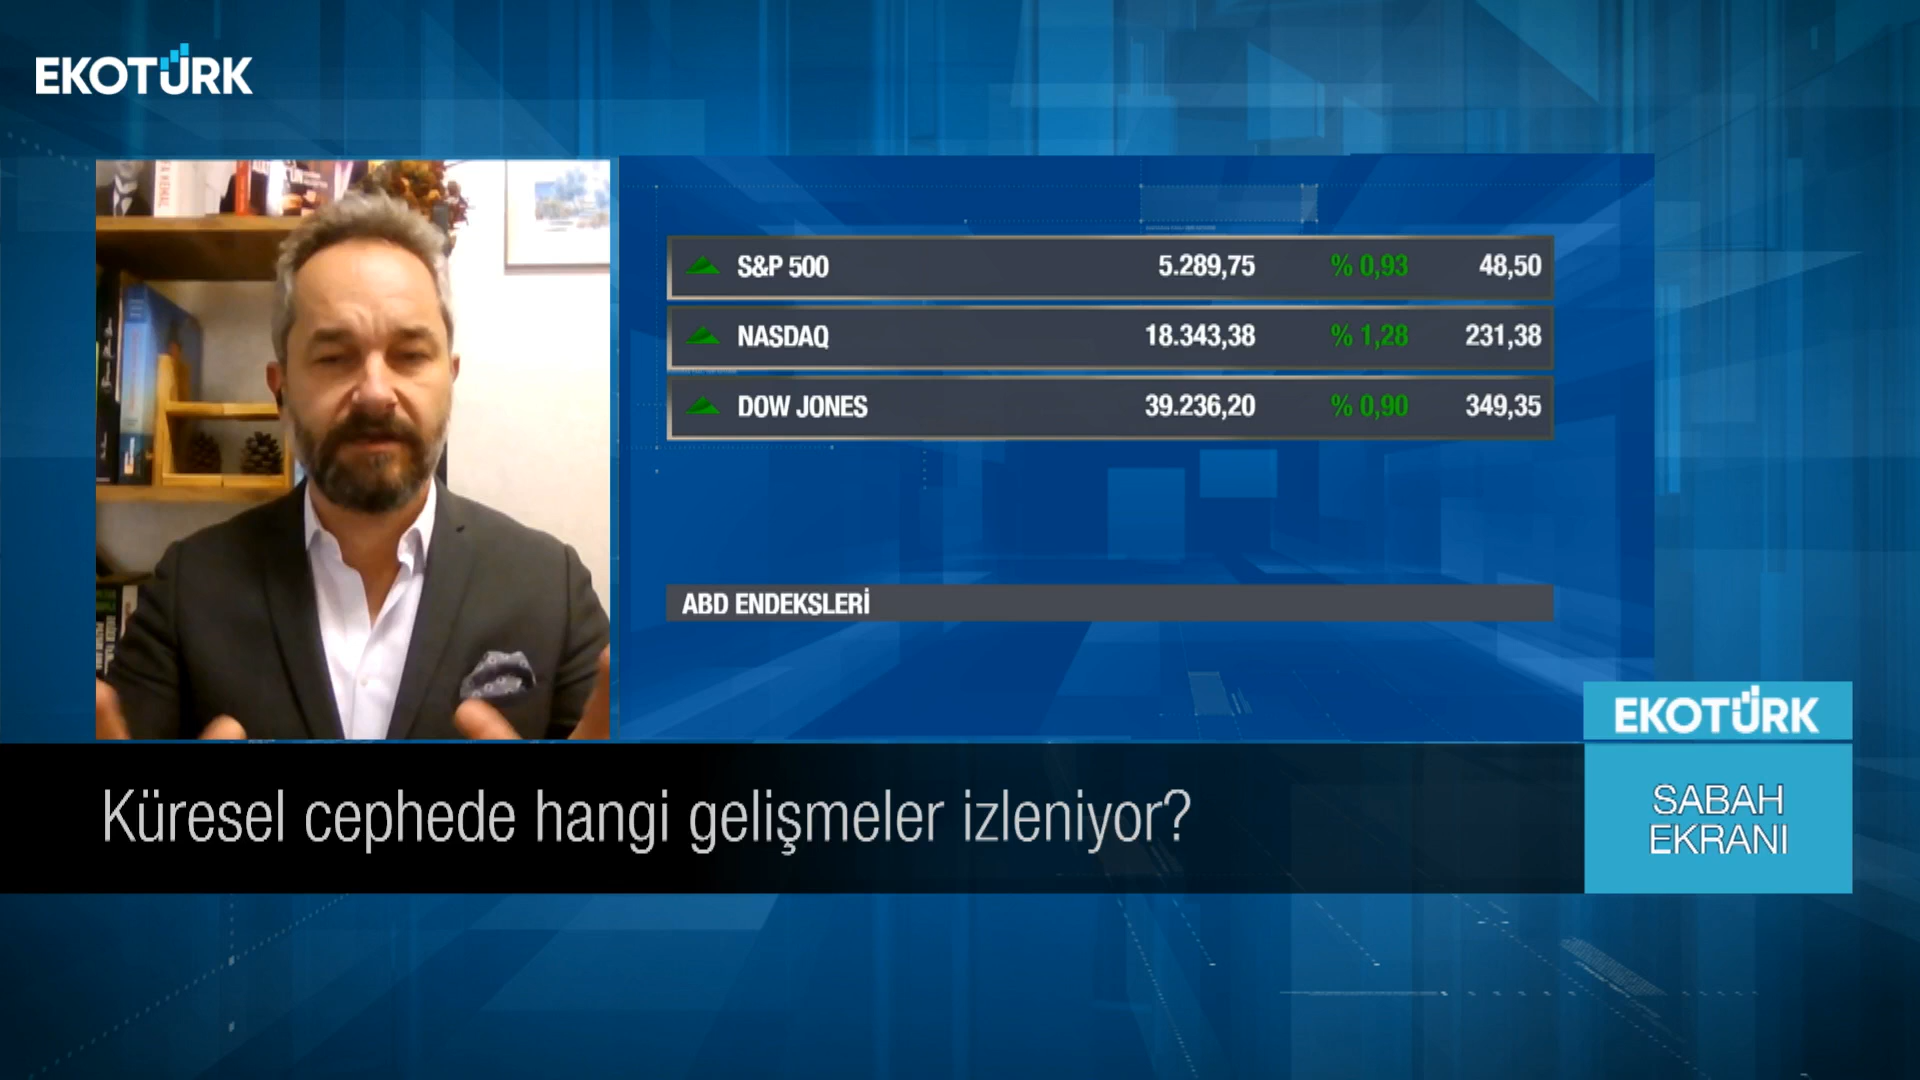 EKOTÜRK
S&P 500 5.289,75 % 0,93 48,50
NASDAQ 18.343,38 % 1,28 231,38
DOW JONES 39.236,20 % 0,90 349,35
ABD ENDEKSLERİ
EKOTÜRK
Küresel cephede hangi gelişmeler izleniyor?
SABAH
EKRANI